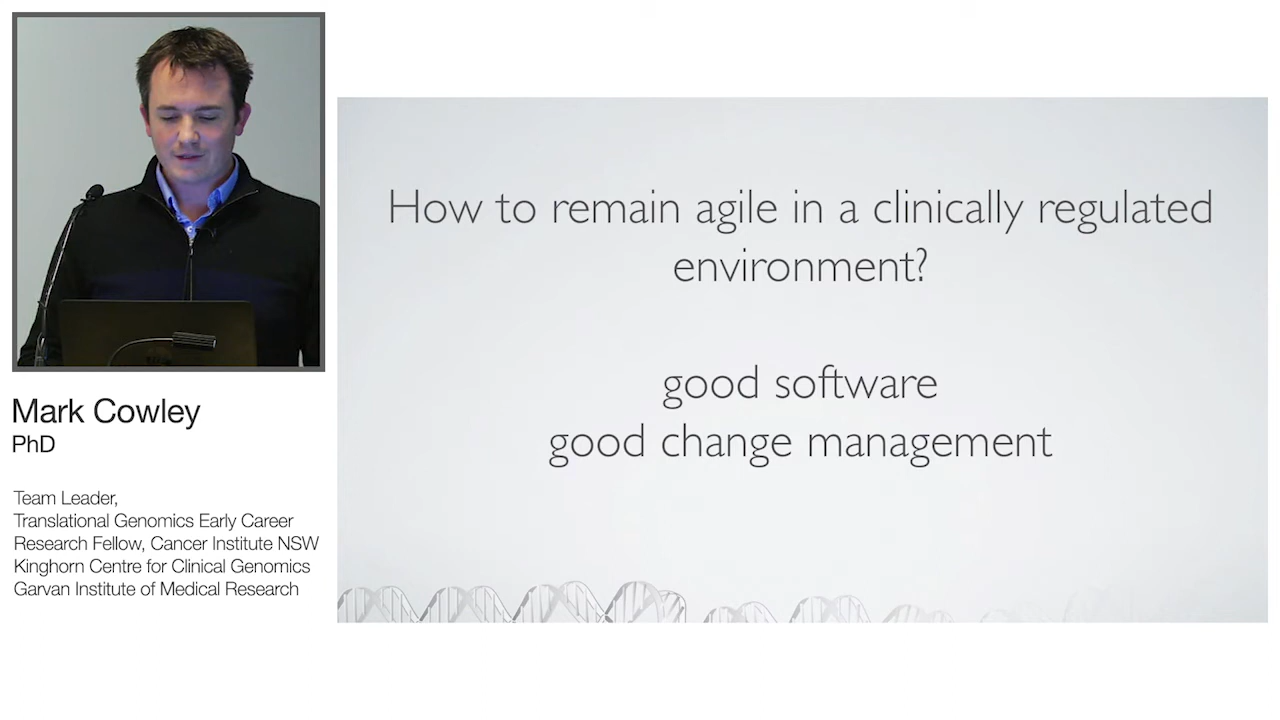 Mark Cowley
PhD
Team Leader,
Translational Genomics Early Career
Research Fellow, Cancer Institute NSW
Kinghorn Centre for Clinical Genomics
Garvan Institute of Medical Research
How to remain agile in a clinically regulated
environment?
good software
good change management